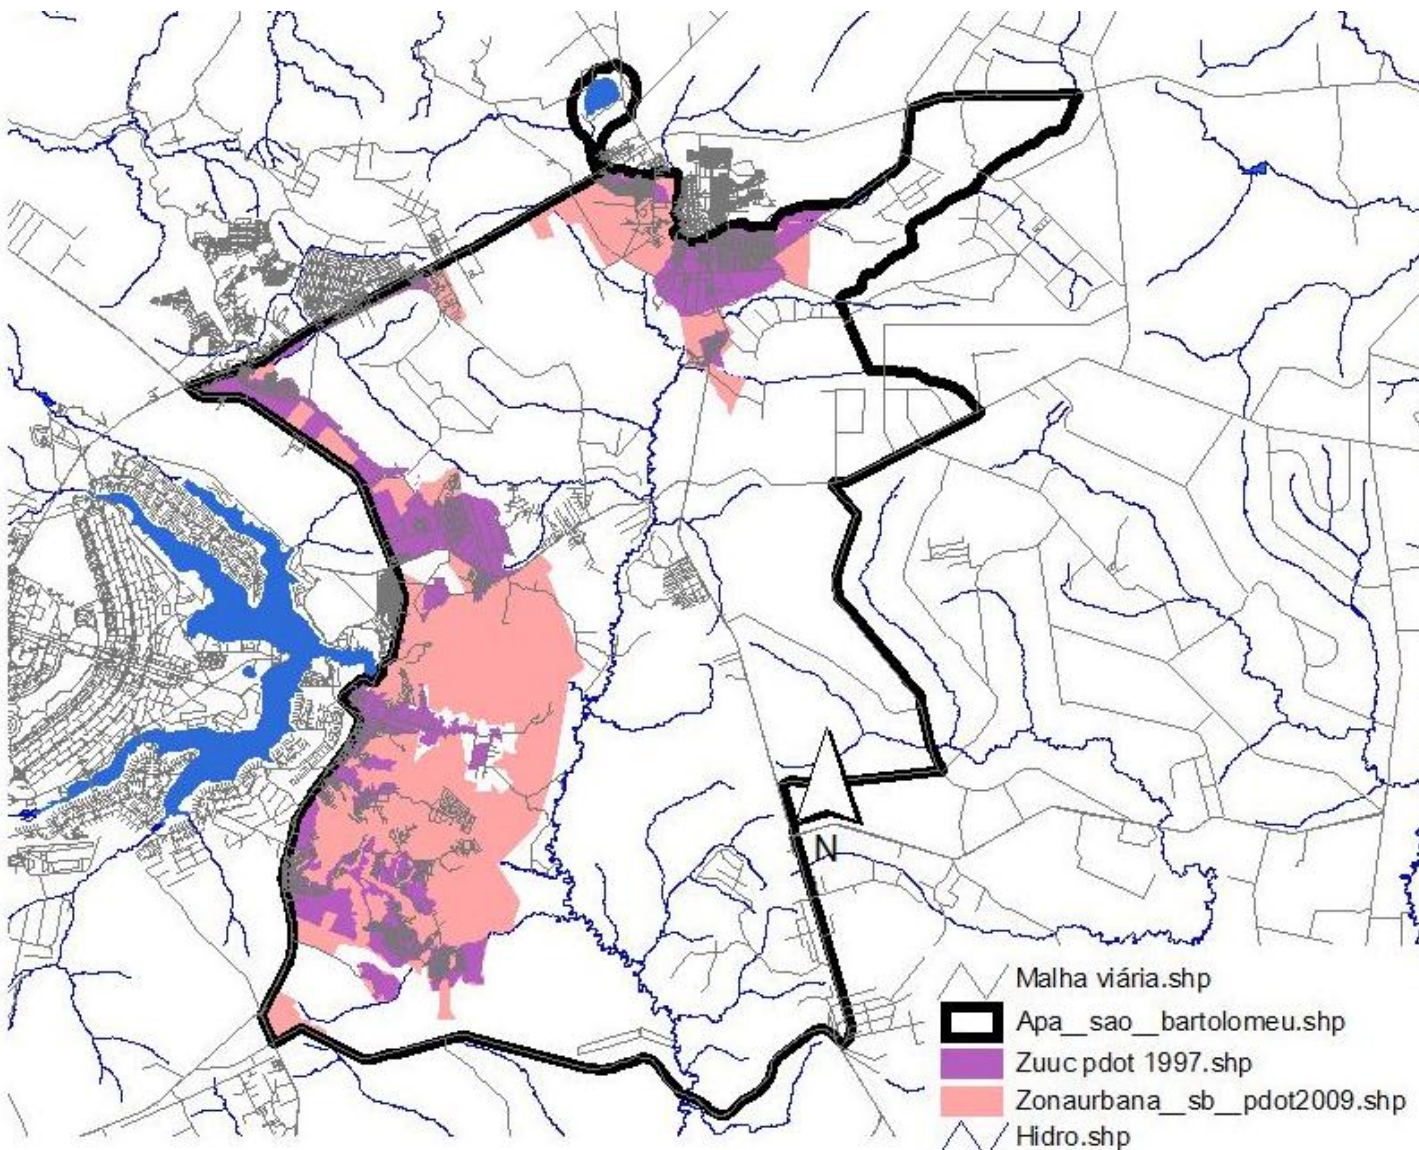 N
Malha viária.shp
Apa__sao__bartolomeu.shp
Zuuc pdot 1997.shp
Zonaurbana__sb__pdot2009.shp
Hidro.shp